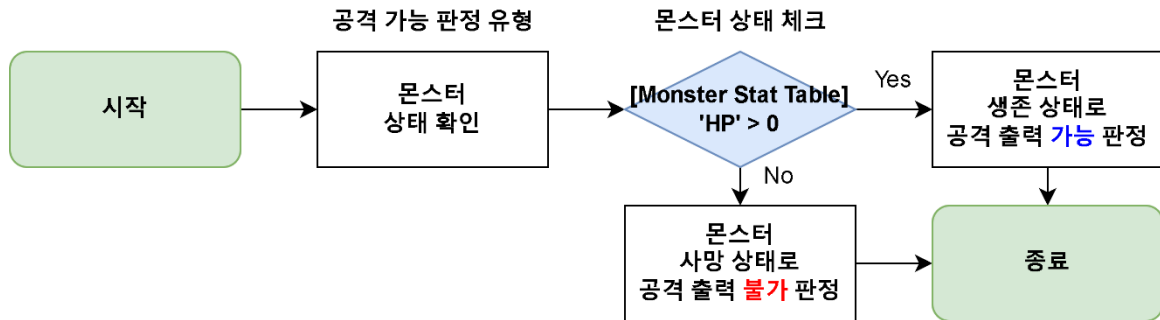 공격 가능 판정 유형
몬스터 상태 체크
시작
몬스터
상태 확인
[Monster Stat Table]
'HP' > 0
Yes
몬스터
생존 상태로
공격 출력 가능 판정
No
몬스터
사망 상태로
공격 출력 불가 판정
종료